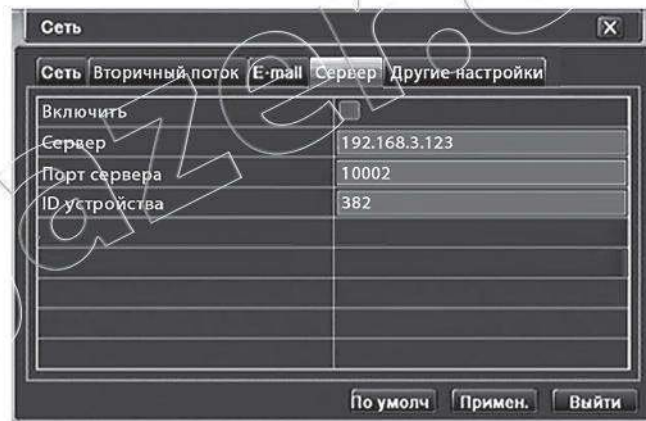 Сеть
X
Сеть Вторичный поток E-mall Сервер Другие настройки
Включить
Сервер 192.168.3.123
Порт сервера 10002
ID устройства 382
По умолч Примен. Выйти